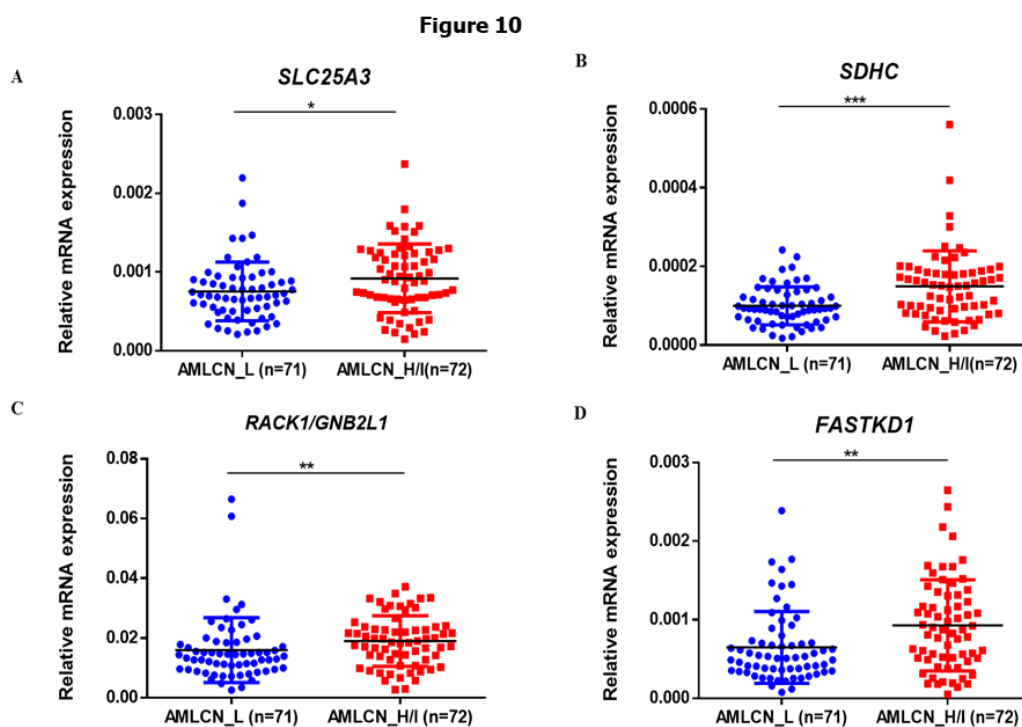 Figure 10
A
SLC25A3
*
Relative mRNA expression
0.003
0.002
0.001
0.000
AMLCN_L (n=71)
AMLCN_H/I(n=72)
B
SDHC
***
Relative mRNA expression
0.0006
0.0004
0.0002
0.0000
AMLCN_L (n=71)
AMLCN_H/I (n=72)
C
RACK1/GNB2L1
**
Relative mRNA expression
0.08
0.06
0.04
0.02
0.00
AMLCN_L (n=71)
AMLCN_H/I (n=72)
D
FASTKD1
**
Relative mRNA expression
0.003
0.002
0.001
0.000
AMLCN_L (n=71)
AMLCN_H/I (n=72)